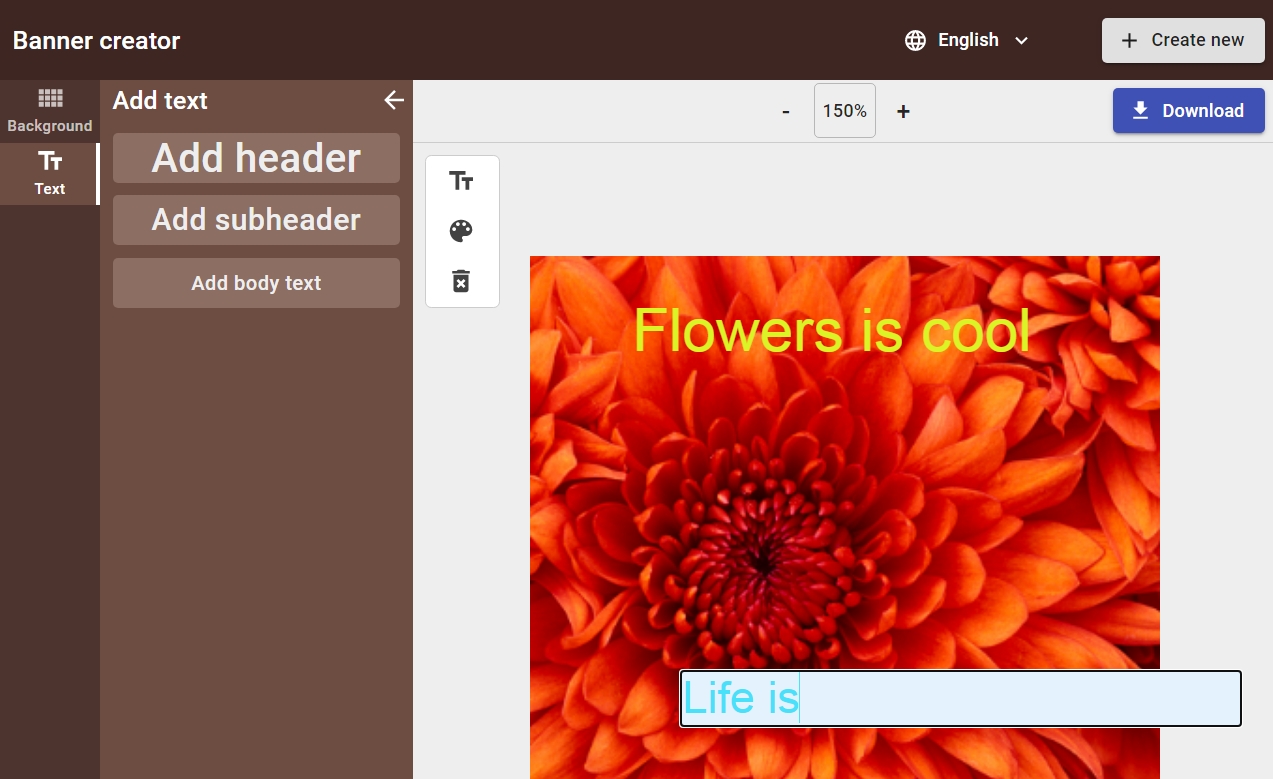 Banner creator
English
Create new
Background
Text
Add text
Add header
Add subheader
Add body text
- 150% +
Download
Flowers is cool
Life is